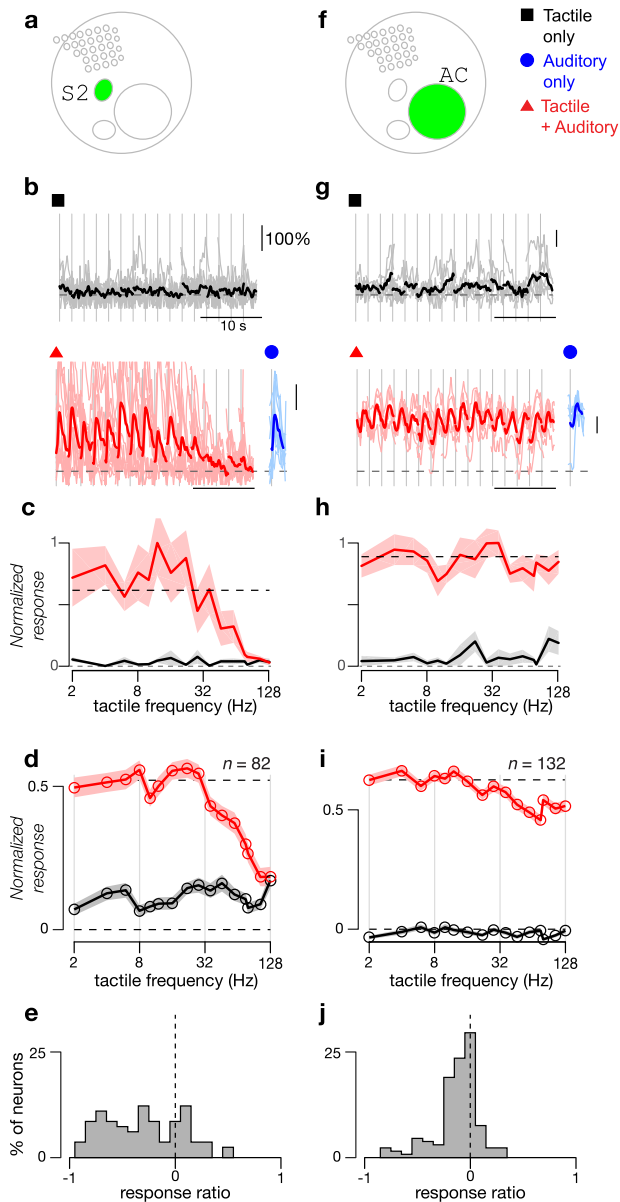 a
S2
f
AC
Tactile
only
Auditory
only
Tactile
+ Auditory
b
100%
10 s
g
c
Normalized
response
1
0
2
8
32
128
tactile frequency (Hz)
h
1
0
2
8
32
128
tactile frequency (Hz)
d
n = 82
Normalized
response
0.5
0
2
8
32
128
tactile frequency (Hz)
i
n = 132
0.5
0
2
8
32
128
tactile frequency (Hz)
e
% of neurons
25
0
-1
0
1
response ratio
j
25
0
-1
0
1
response ratio